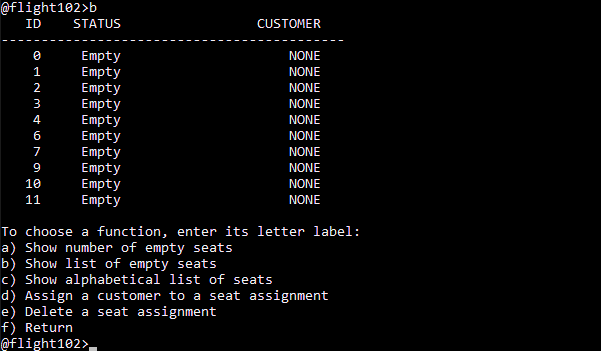 @flight102>b
ID STATUS CUSTOMER
-------------------------------------------
0 Empty NONE
1 Empty NONE
2 Empty NONE
3 Empty NONE
4 Empty NONE
6 Empty NONE
7 Empty NONE
9 Empty NONE
10 Empty NONE
11 Empty NONE
To choose a function, enter its letter label:
a) Show number of empty seats
b) Show list of empty seats
c) Show alphabetical list of seats
d) Assign a customer to a seat assignment
e) Delete a seat assignment
f) Return
@flight102>